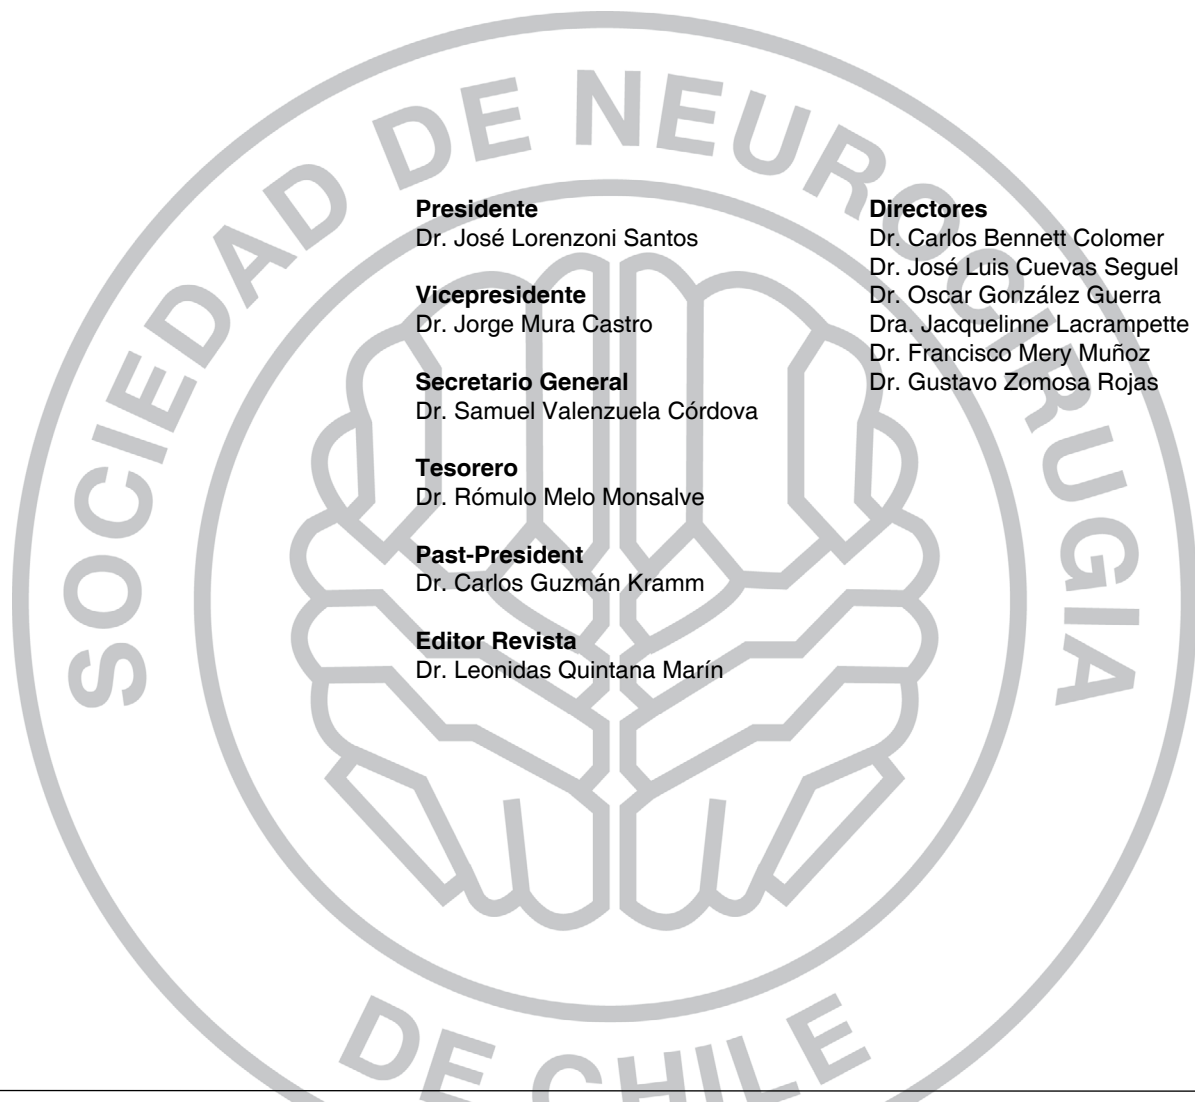 SOCIEDAD DE NEUROCIRUGIA
DE CHILE
Presidente
Dr. José Lorenzoni Santos
Vicepresidente
Dr. Jorge Mura Castro
Secretario General
Dr. Samuel Valenzuela Córdova
Tesorero
Dr. Rómulo Melo Monsalve
Past-President
Dr. Carlos Guzmán Kramm
Editor Revista
Dr. Leonidas Quintana Marín
Directores
Dr. Carlos Bennett Colomer
Dr. José Luis Cuevas Seguel
Dr. Oscar González Guerra
Dra. Jacquelinne Lacrampette
Dr. Francisco Mery Muñoz
Dr. Gustavo Zomosa Rojas